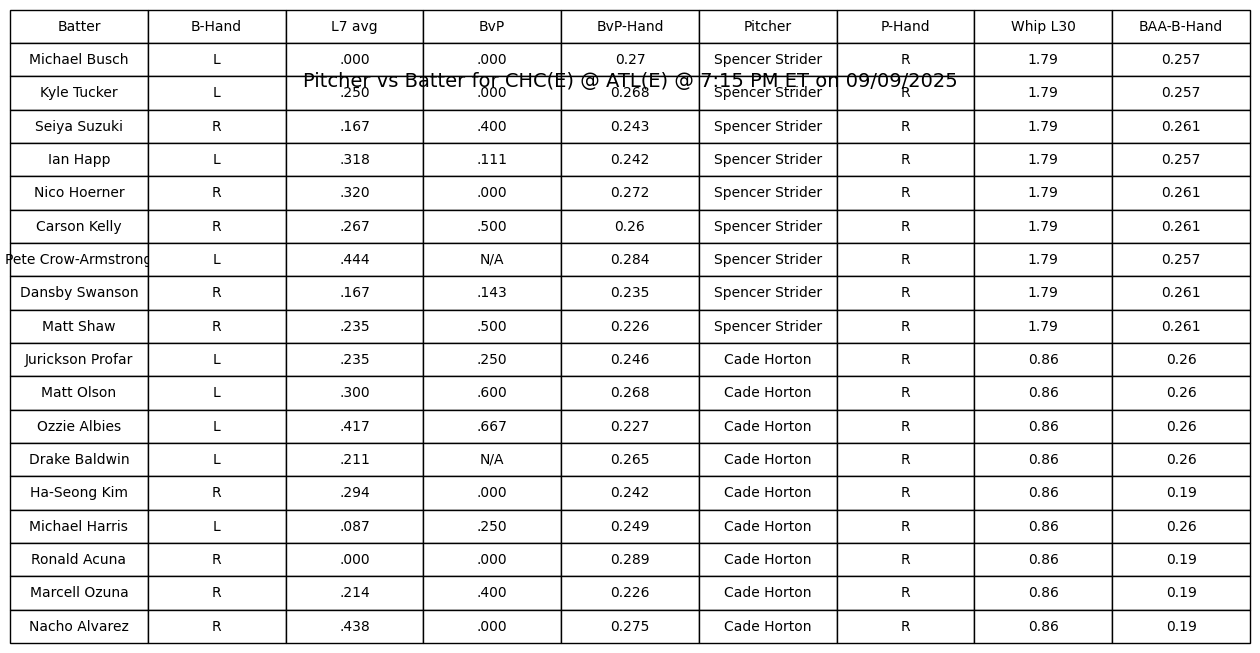 Batter B-Hand L7 avg BvP BvP-Hand Pitcher P-Hand Whip L30 BAA-B-Hand
Michael Busch L .000 .000 0.27 Spencer Strider R 1.79 0.257
Pitcher vs Batter for CHC(E) @ ATL(E) @ 7:15 PM ET on 09/09/2025
Kyle Tucker L .250 .000 0.268 Spencer Strider R 1.79 0.257
Seiya Suzuki R .167 .400 0.243 Spencer Strider R 1.79 0.261
Ian Happ L .318 .111 0.242 Spencer Strider R 1.79 0.257
Nico Hoerner R .320 .000 0.272 Spencer Strider R 1.79 0.261
Carson Kelly R .267 .500 0.26 Spencer Strider R 1.79 0.261
Pete Crow-Armstrong L .444 N/A 0.284 Spencer Strider R 1.79 0.257
Dansby Swanson R .167 .143 0.235 Spencer Strider R 1.79 0.261
Matt Shaw R .235 .500 0.226 Spencer Strider R 1.79 0.261
Jurickson Profar L .235 .250 0.246 Cade Horton R 0.86 0.26
Matt Olson L .300 .600 0.268 Cade Horton R 0.86 0.26
Ozzie Albies L .417 .667 0.227 Cade Horton R 0.86 0.26
Drake Baldwin L .211 N/A 0.265 Cade Horton R 0.86 0.26
Ha-Seong Kim R .294 .000 0.242 Cade Horton R 0.86 0.19
Michael Harris L .087 .250 0.249 Cade Horton R 0.86 0.26
Ronald Acuna R .000 .000 0.289 Cade Horton R 0.86 0.19
Marcell Ozuna R .214 .400 0.226 Cade Horton R 0.86 0.19
Nacho Alvarez R .438 .000 0.275 Cade Horton R 0.86 0.19